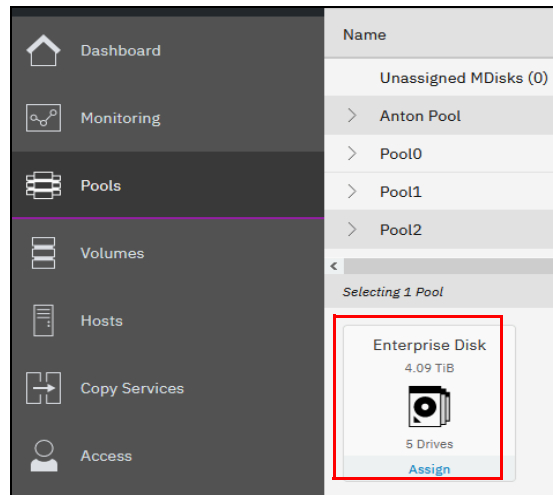 Dashboard
Monitoring
Pools
Volumes
Hosts
Copy Services
Access
Name
Unassigned MDisks (0)
Anton Pool
Pool0
Pool1
Pool2
Selecting 1 Pool
Enterprise Disk
4.09 TiB
5 Drives
Assign